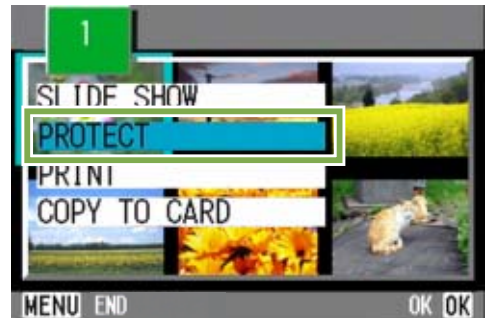 1
SLIDE SHOW
PROTECT
PRINT
COPY TO CARD
MENU END OK OK